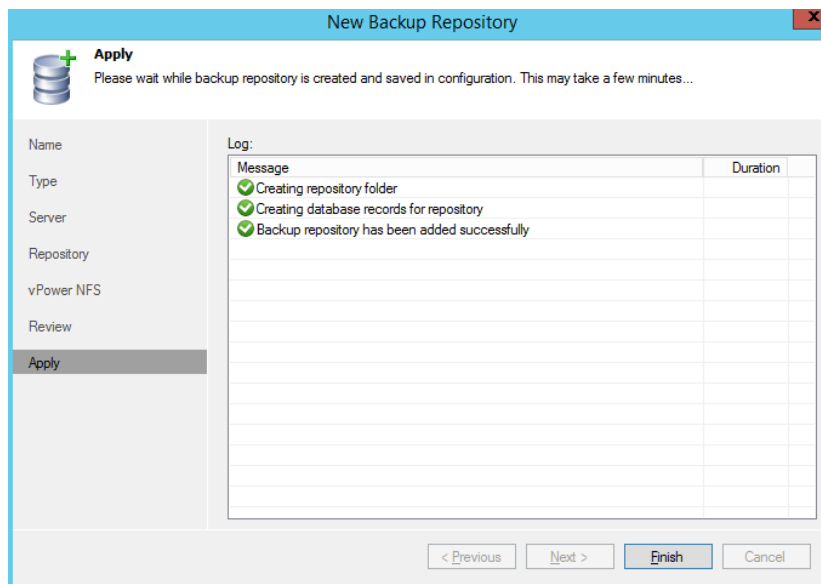 New Backup Repository
x
Apply
Please wait while backup repository is created and saved in configuration. This may take a few minutes...
Name
Type
Server
Repository
vPower NFS
Review
Apply
Log:
Message Duration
Creating repository folder
Creating database records for repository
Backup repository has been added successfully
< Previous Next > Finish Cancel